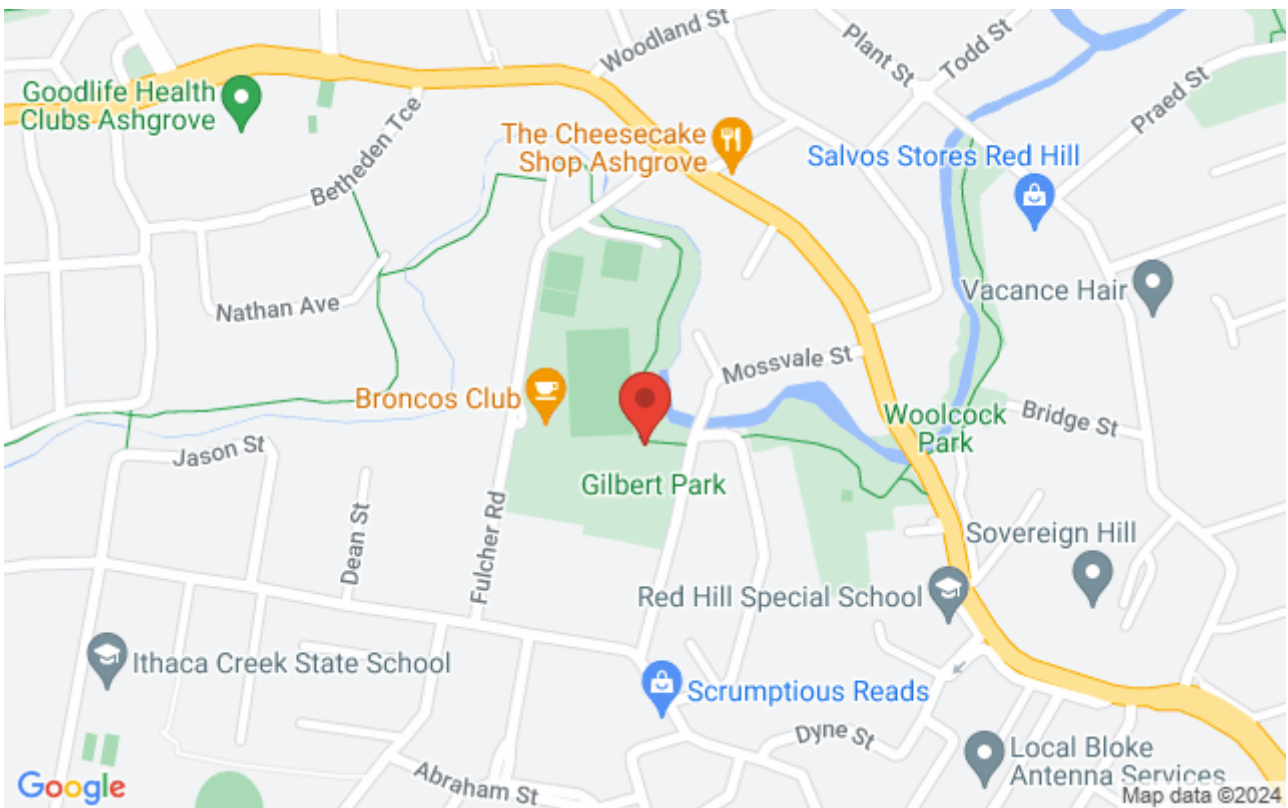 Woodland St
Plant St
Todd St
Praed St
Goodlife Health
Clubs Ashgrove
Betheden Tce
The Cheesecake
Shop Ashgrove
Salvos Stores Red Hill
Nathan Ave
Vacance Hair
Mossvale St
Broncos Club
Woolcock
Park
Bridge St
Jason St
Gilbert Park
Dean St
Fulcher Rd
Sovereign Hill
Red Hill Special School
Ithaca Creek State School
Scrumptious Reads
Dyne St
Abraham St
Local Bloke
Antenna Services
Google
Map data ©2024